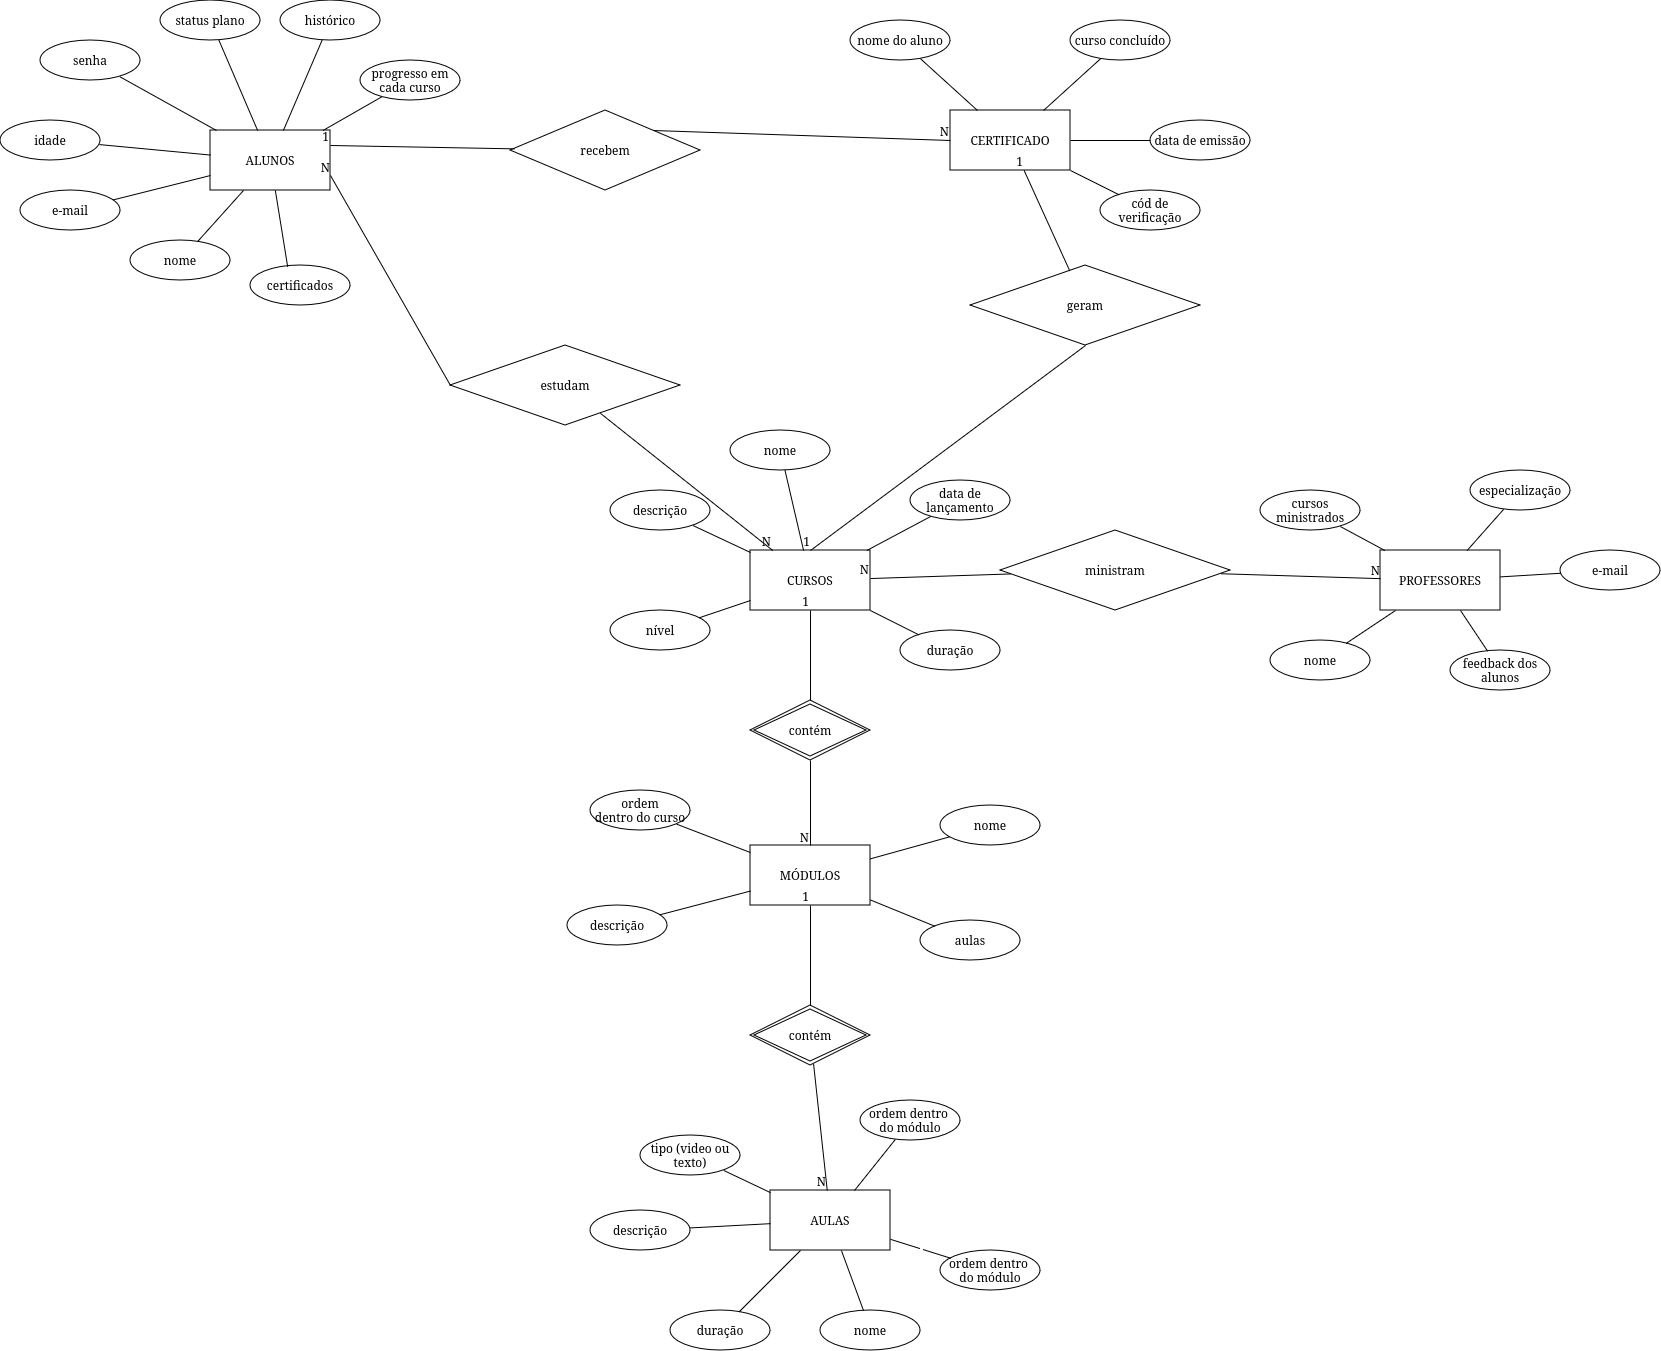 status plano
histórico
nome do aluno
curso concluído
senha
progresso em
cada curso
idade
1
ALUNOS
N
recebem
N
CERTIFICADO
1
data de emissão
e-mail
cód de
verificação
nome
certificados
geram
estudam
nome
descrição
data de
lançamento
cursos
ministrados
especialização
N
1
CURSOS
N
1
ministram
N
PROFESSORES
e-mail
nível
duração
nome
feedback dos
alunos
contém
ordem
dentro do curso
nome
N
MÓDULOS
1
descrição
aulas
contém
ordem dentro
do módulo
tipo (video ou
texto)
N
AULAS
descrição
ordem dentro
do módulo
duração
nome